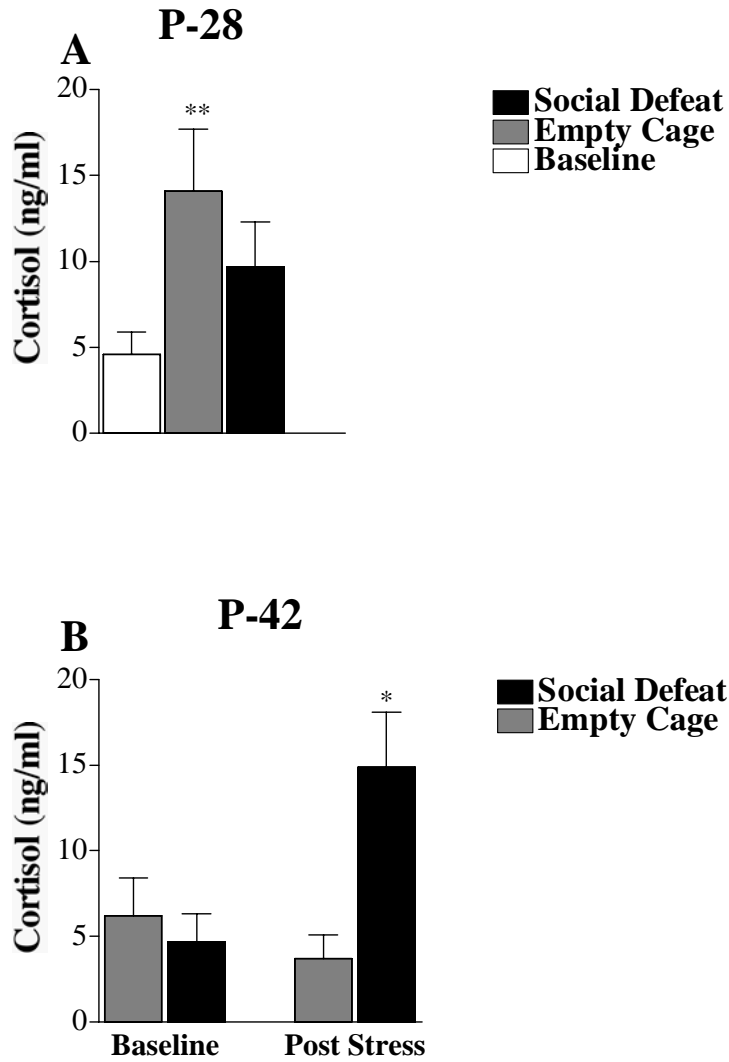 P-28
A
20
15
10
5
0
Cortisol (ng/ml)
**
Social Defeat
Empty Cage
Baseline
P-42
B
20
15
10
5
0
Cortisol (ng/ml)
*
Social Defeat
Empty Cage
Baseline Post Stress